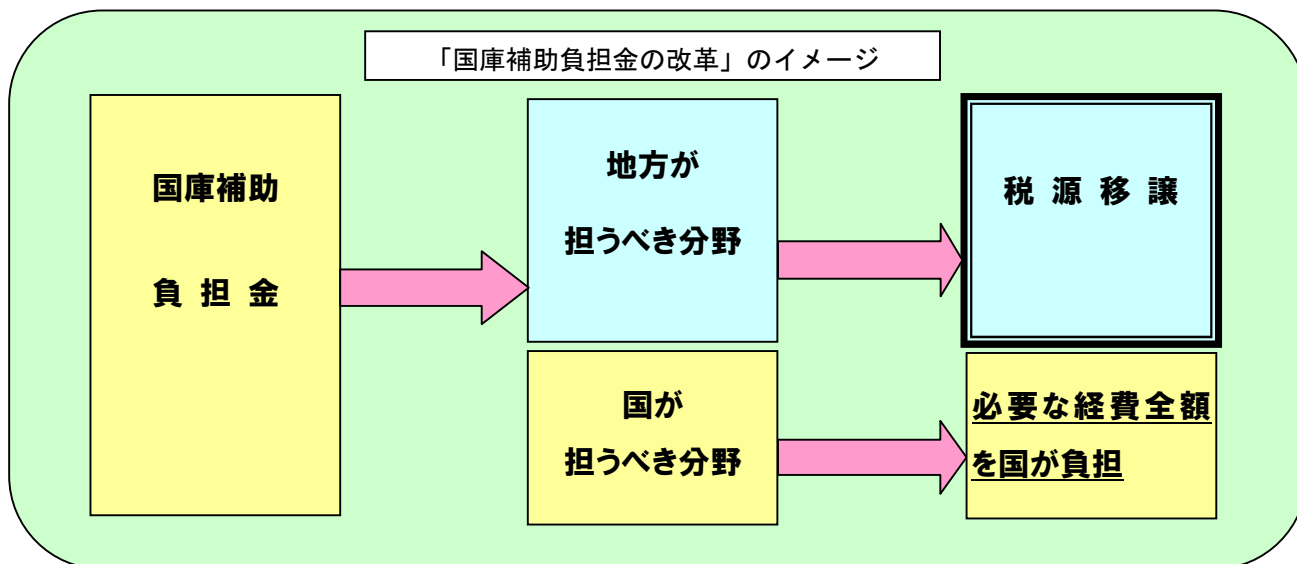 「国庫補助負担金の改革」のイメージ
国庫補助
負 担 金
地方が
担うべき分野
税 源 移 譲
国が
担うべき分野
必要な経費全額
を国が負担